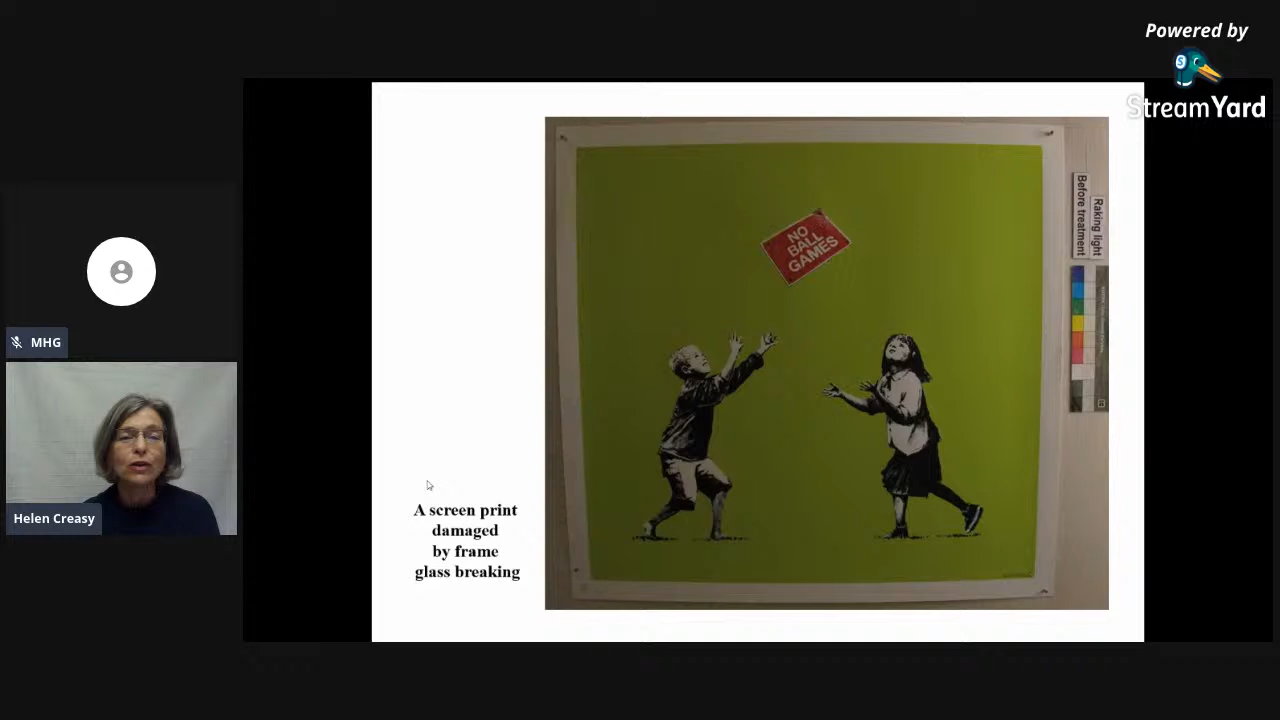 Powered by
StreamYard
NO
BALL
GAMES
Raking light
Before treatment
MHG
Helen Creasy
A screen print
damaged
by frame
glass breaking